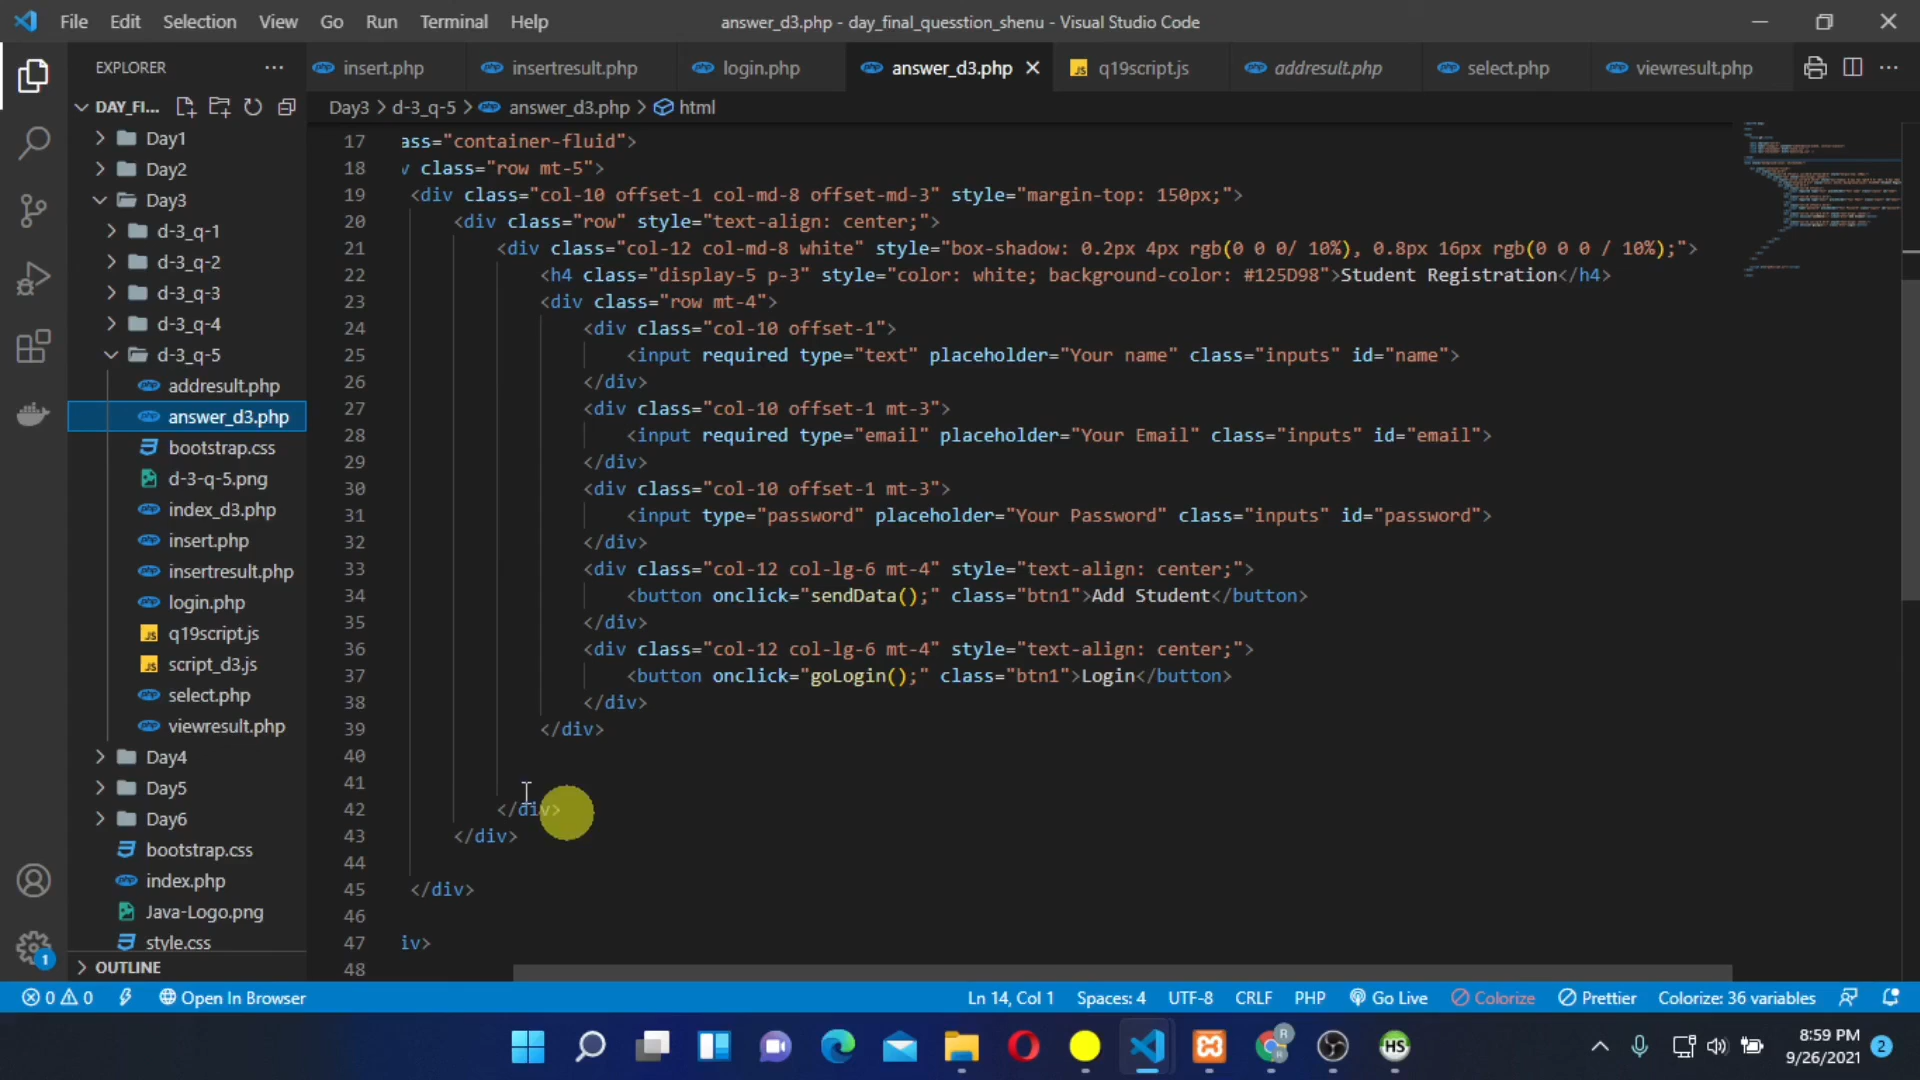 File Edit Selection View Go Run Terminal Help
answer_d3.php - day_final_quesstion_shenu - Visual Studio Code
EXPLORER
insert.php insertresult.php login.php answer_d3.php q19script.js addresult.php select.php viewresult.php
DAY_FI...
Day3 > d-3_q-5 > answer_d3.php > html
Day1
Day2
Day3
d-3_q-1
d-3_q-2
d-3_q-3
d-3_q-4
d-3_q-5
addresult.php
answer_d3.php
bootstrap.css
d-3-q-5.png
index_d3.php
insert.php
insertresult.php
login.php
q19script.js
script_d3.js
select.php
viewresult.php
Day4
Day5
Day6
bootstrap.css
index.php
Java-Logo.png
style.css
OUTLINE
17 ass="container-fluid">
18 v class="row mt-5">
19 <div class="col-10 offset-1 col-md-8 offset-md-3" style="margin-top: 150px;">
20 <div class="row" style="text-align: center;">
21 <div class="col-12 col-md-8 white" style="box-shadow: 0.2px 4px rgb(0 0 0/ 10%), 0.8px 16px rgb(0 0 0 / 10%);">
22 <h4 class="display-5 p-3" style="color: white; background-color: #125D98">Student Registration</h4>
23 <div class="row mt-4">
24 <div class="col-10 offset-1">
25 <input required type="text" placeholder="Your name" class="inputs" id="name">
26 </div>
27 <div class="col-10 offset-1 mt-3">
28 <input required type="email" placeholder="Your Email" class="inputs" id="email">
29 </div>
30 <div class="col-10 offset-1 mt-3">
31 <input type="password" placeholder="Your Password" class="inputs" id="password">
32 </div>
33 <div class="col-12 col-lg-6 mt-4" style="text-align: center;">
34 <button onclick="sendData();" class="btn1">Add Student</button>
35 </div>
36 <div class="col-12 col-lg-6 mt-4" style="text-align: center;">
37 <button onclick="goLogin();" class="btn1">Login</button>
38 </div>
39 </div>
40
41
42 </div>
43 </div>
44
45 </div>
46
47 iv>
48
1
0 0 Open In Browser Ln 14, Col 1 Spaces: 4 UTF-8 CRLF PHP Go Live Colorize Prettier Colorize: 36 variables
R
R
HS
8:59 PM
9/26/2021
2